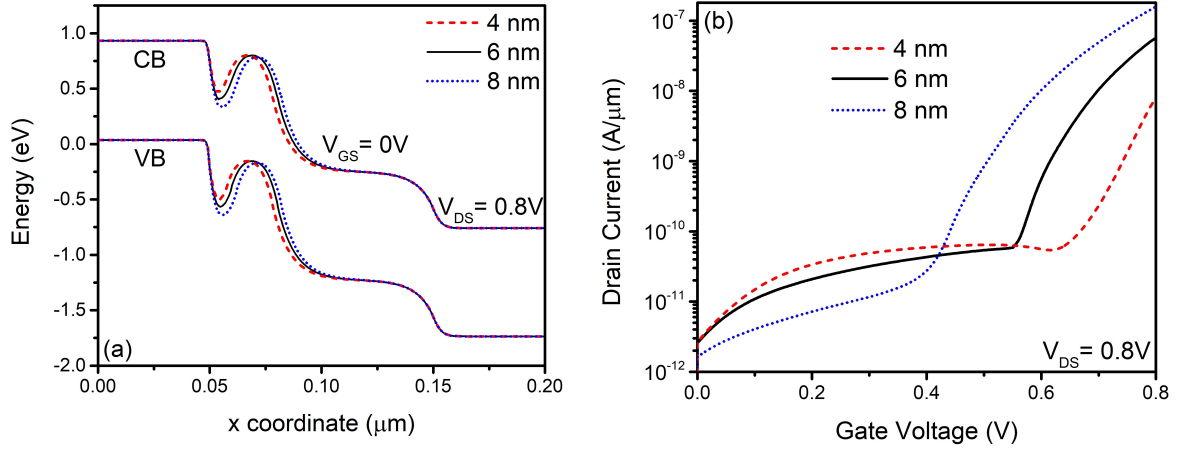 1.0
0.5
0.0
-0.5
-1.0
-1.5
-2.0
Energy (eV)
CB
VB
4 nm
6 nm
8 nm
V_GS = 0V
V_DS = 0.8V
(a)
0.00 0.05 0.10 0.15 0.20
x coordinate (μm)
(b)
10⁻⁷
10⁻⁸
10⁻⁹
10⁻¹⁰
10⁻¹¹
10⁻¹²
Drain Current (A/μm)
4 nm
6 nm
8 nm
V_DS = 0.8V
0.0 0.2 0.4 0.6 0.8
Gate Voltage (V)